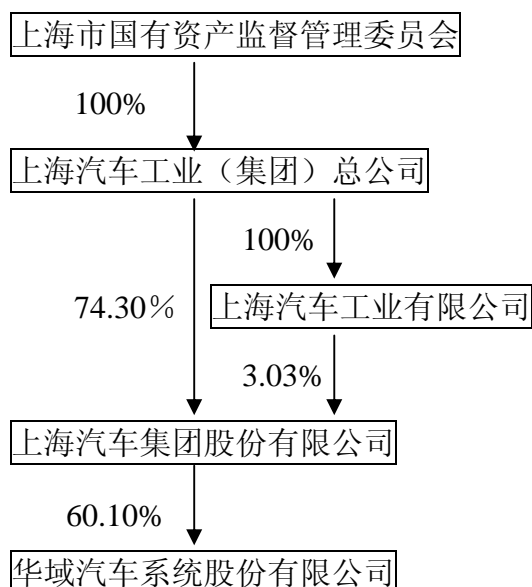 上海市国有资产监督管理委员会
100%
上海汽车工业（集团）总公司
100%
74.30％
上海汽车工业有限公司
3.03%
上海汽车集团股份有限公司
60.10%
华域汽车系统股份有限公司